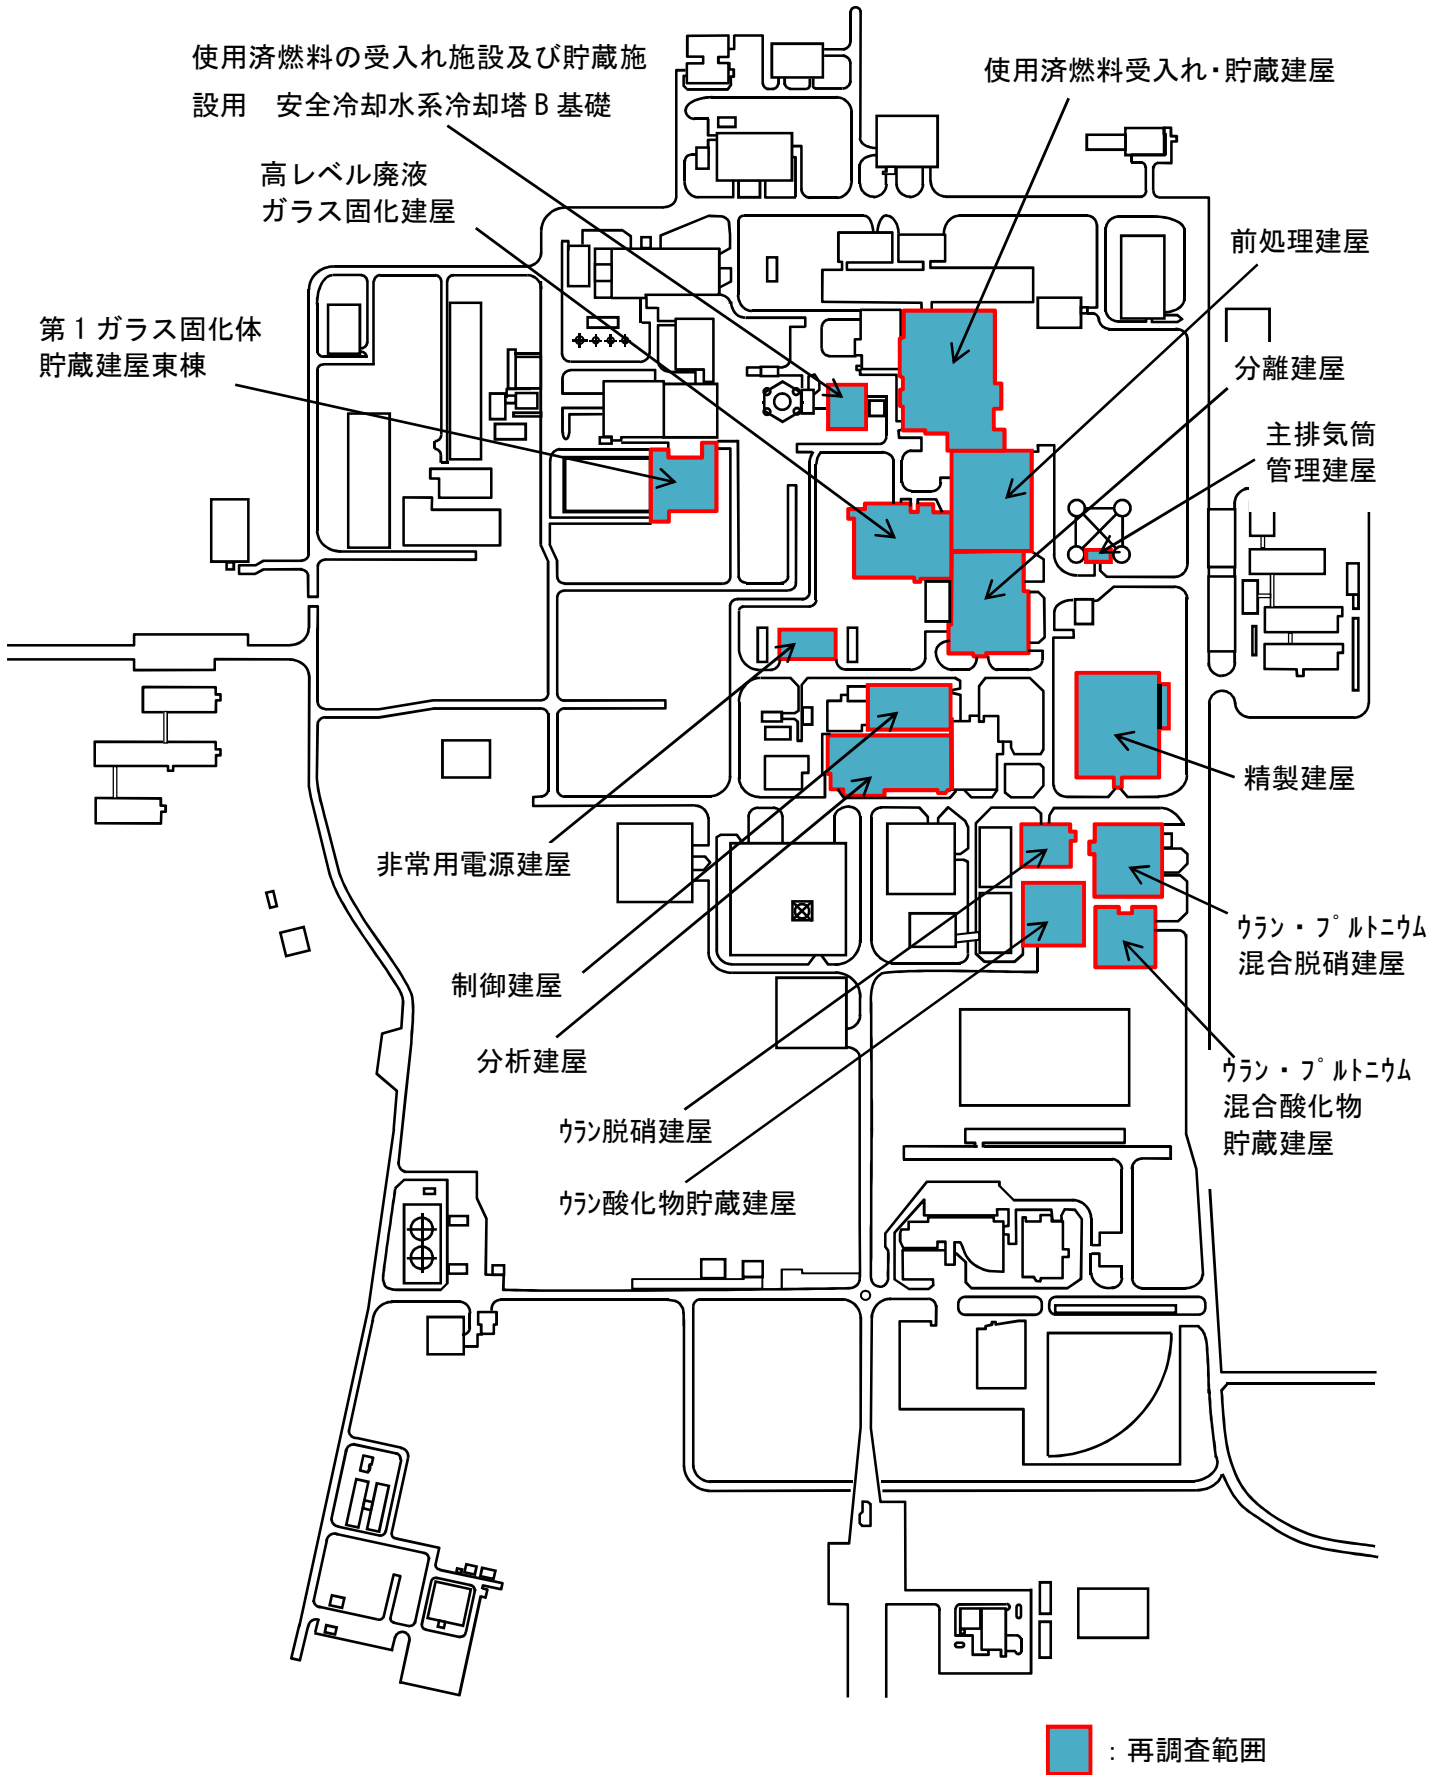 使用済燃料の受入れ施設及び貯蔵施
設用　安全冷却水系冷却塔 B 基礎
使用済燃料受入れ・貯蔵建屋
高レベル廃液
ガラス固化建屋
前処理建屋
第1ガラス固化体
貯蔵建屋東棟
分離建屋
主排気筒
管理建屋
精製建屋
非常用電源建屋
ｳﾗﾝ・ﾌﾟﾙﾄﾆｳﾑ
混合脱硝建屋
制御建屋
分析建屋
ｳﾗﾝ・ﾌﾟﾙﾄﾆｳﾑ
混合酸化物
貯蔵建屋
ｳﾗﾝ脱硝建屋
ｳﾗﾝ酸化物貯蔵建屋
：再調査範囲